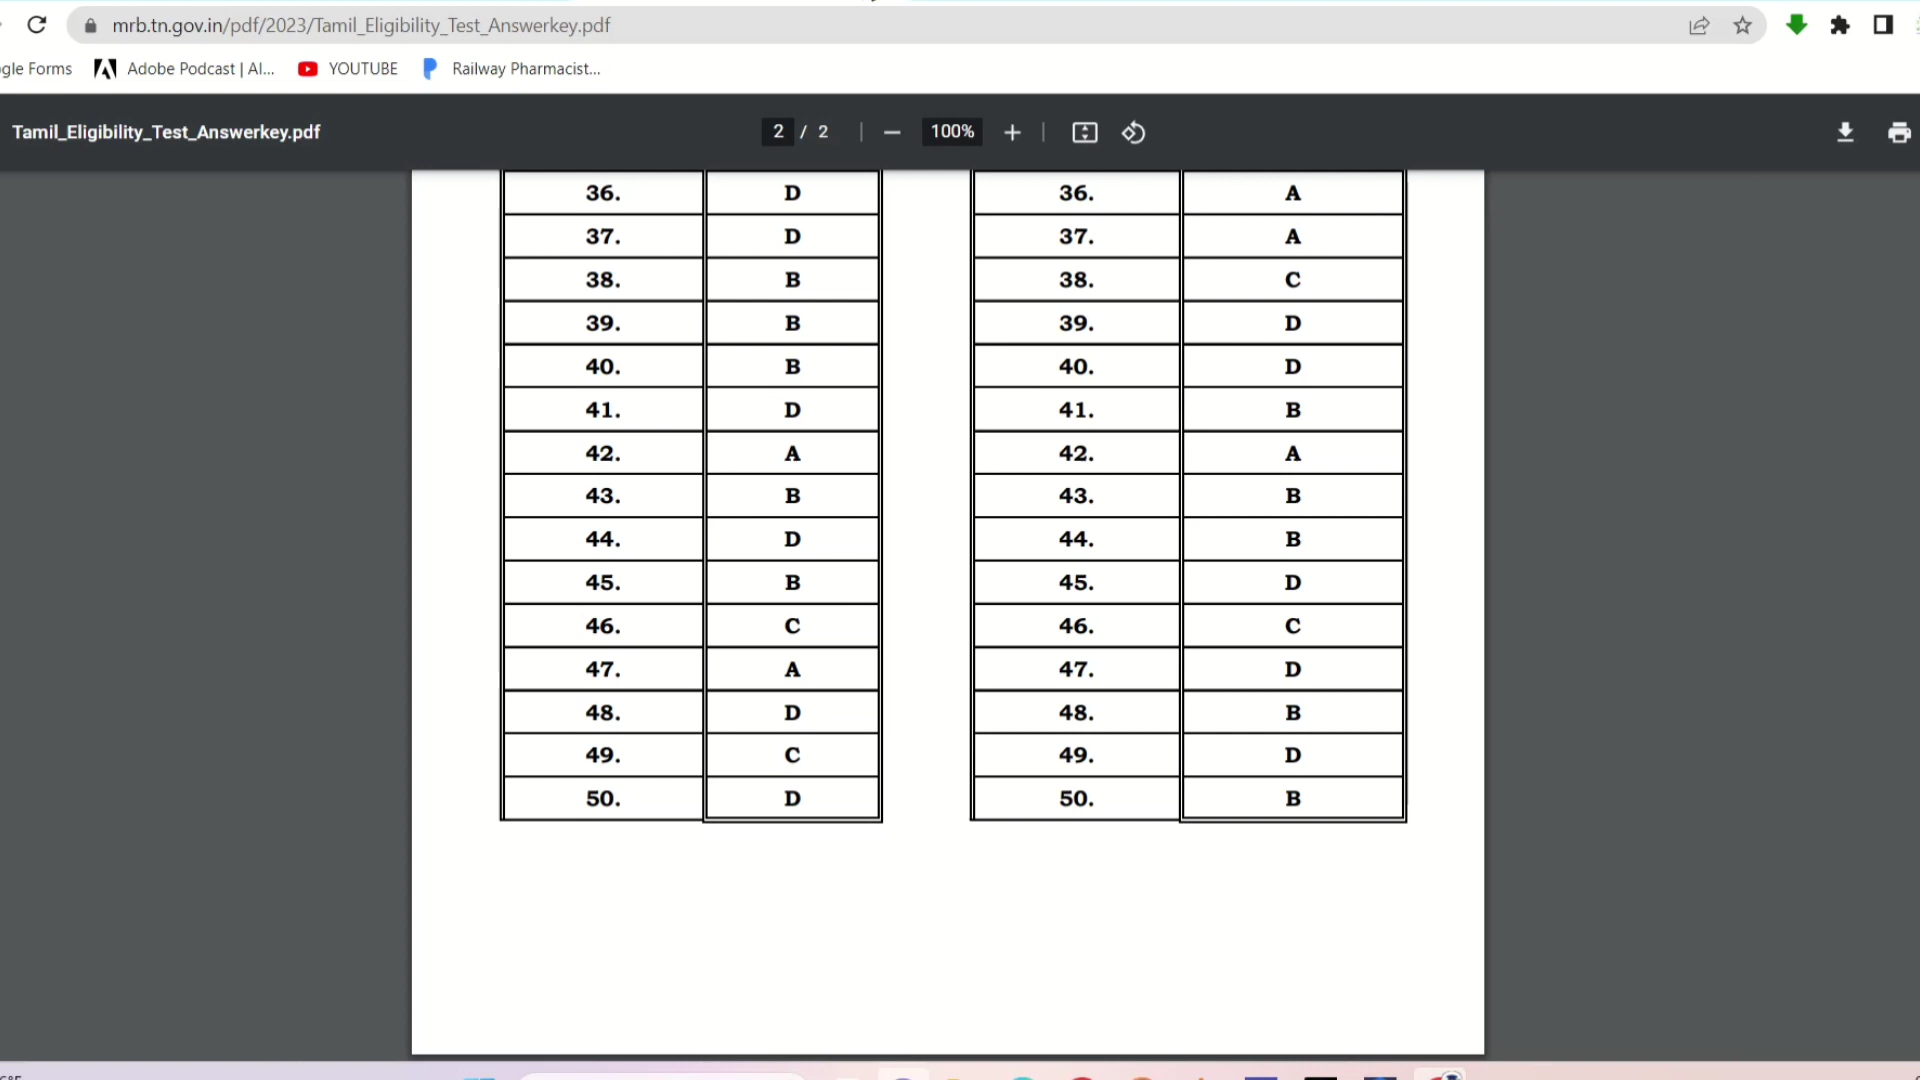 mrb.tn.gov.in/pdf/2023/Tamil_Eligibility_Test_Answerkey.pdf
gle Forms Adobe Podcast | AI... YOUTUBE Railway Pharmacist...
Tamil_Eligibility_Test_Answerkey.pdf 2 / 2 100%
36. D 36. A
37. D 37. A
38. B 38. C
39. B 39. D
40. B 40. D
41. D 41. B
42. A 42. A
43. B 43. B
44. D 44. B
45. B 45. D
46. C 46. C
47. A 47. D
48. D 48. B
49. C 49. D
50. D 50. B